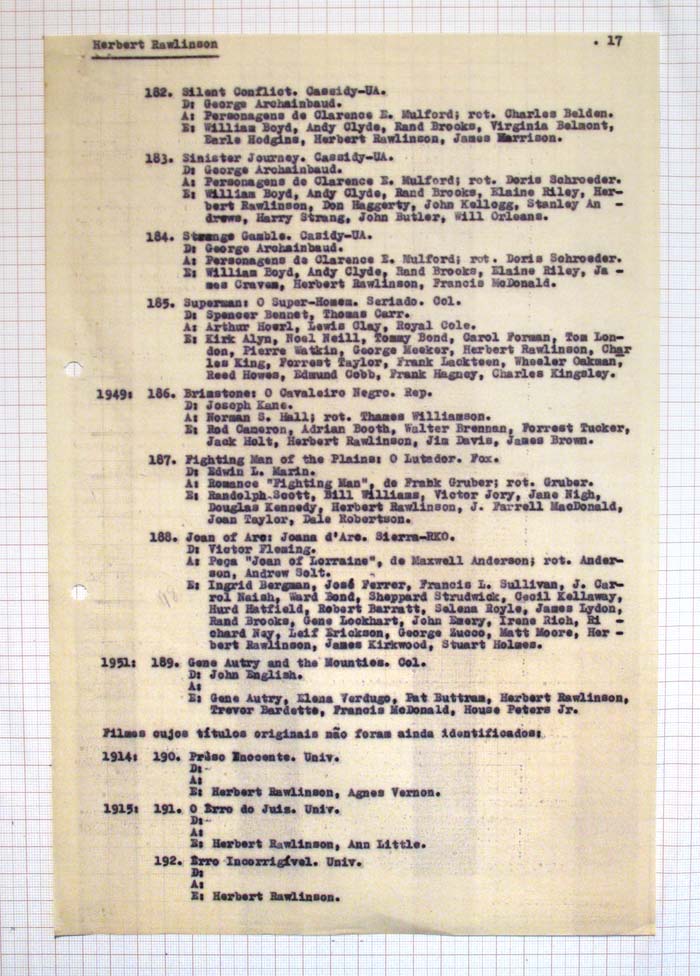 Herbert Rawlinson
. 17
182. Silent Conflict. Cassidy-UA.
D: George Archainbaud.
A: Personagens de Clarence E. Mulford; rot. Charles Belden.
E: William Boyd, Andy Clyde, Rand Brooks, Virginia Belmont,
Earle Hodgins, Herbert Rawlinson, James Harrison.
183. Sinister Journey. Cassidy-UA.
D: George Archainbaud.
A: Personagens de Clarence E. Mulford; rot. Doris Schroeder.
E: William Boyd, Andy Clyde, Rand Brooks, Elaine Riley, Her-
bert Rawlinson, Don Haggerty, John Kellogg, Stanley An -
drews, Harry Strang, John Butler, Will Orleans.
184. Strange Gamble. Casidy-UA.
D: George Archainbaud.
A: Personagens de Clarence E. Mulford; rot. Doris Schroeder.
E: William Boyd, Andy Clyde, Rand Brooks, Elaine Riley, Ja -
mes Craven, Herbert Rawlinson, Francis McDonald.
185. Superman: O Super-Homem. Seriado. Col.
D: Spencer Bennet, Thomas Carr.
A: Arthur Hoerl, Lewis Clay, Royal Cole.
E: Kirk Alyn, Noel Neill, Tommy Bond, Carol Forman, Tom Lon-
don, Pierre Watkin, George Meeker, Herbert Rawlinson, Char
les King, Forrest Taylor, Frank Lackteen, Wheeler Oakman,
Reed Howes, Edmund Cobb, Frank Hagney, Charles Kingsley.
1949: 186. Brimstone: O Cavaleiro Negro. Rep.
D: Joseph Kane.
A: Norman S. Hall; rot. Thames Williamson.
E: Rod Cameron, Adrian Booth, Walter Brennan, Forrest Tucker,
Jack Holt, Herbert Rawlinson, Jim Davis, James Brown.
187. Fighting Man of the Plains: O Lutador. Fox.
D: Edwin L. Marin.
A: Romance "Fighting Man", de Frank Gruber; rot. Gruber.
E: Randolph Scott, Bill Williams, Victor Jory, Jane Nigh,
Douglas Kennedy, Herbert Rawlinson, J. Farrell MacDonald,
Joan Taylor, Dale Robertson.
188. Joan of Arc: Joana d'Arc. Sierra-RKO.
D: Victor Fleming.
A: Peça "Joan of Lorraine", de Maxwell Anderson; rot. Ander-
son, Andrew Solt.
E: Ingrid Bergman, José Ferrer, Francis L. Sullivan, J. Car-
rol Naish, Ward Bond, Sheppard Strudwick, Cecil Kellaway,
Hurd Hatfield, Robert Barratt, Selena Royle, James Lydon,
Rand Brooks, Gene Lockhart, John Emery, Irene Rich, Ri -
chard Ney, Leif Erickson, George Zucco, Matt Moore, Her -
bert Rawlinson, James Kirkwood, Stuart Holmes.
1951: 189. Gene Autry and the Mounties. Col.
D: John English.
A:
E: Gene Autry, Elena Verdugo, Pat Buttram, Herbert Rawlinson,
Trevor Bardette, Francis McDonald, House Peters Jr.
Filmes cujos títulos originais não foram ainda identificados:
1914: 190. Prêso Inocente. Univ.
D:-
A:
E: Herbert Rawlinson, Agnes Vernon.
1915: 191. O Êrro do Juiz. Univ.
D:-
A:
E: Herbert Rawlinson, Ann Little.
192. Êrro Incorrigível. Univ.
D:
A:
E: Herbert Rawlinson.